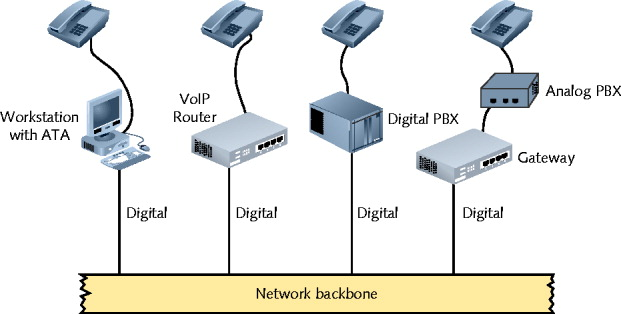 Workstation
with ATA
VoIP
Router
Digital PBX
Analog PBX
Gateway
Digital
Digital
Digital
Digital
Network backbone